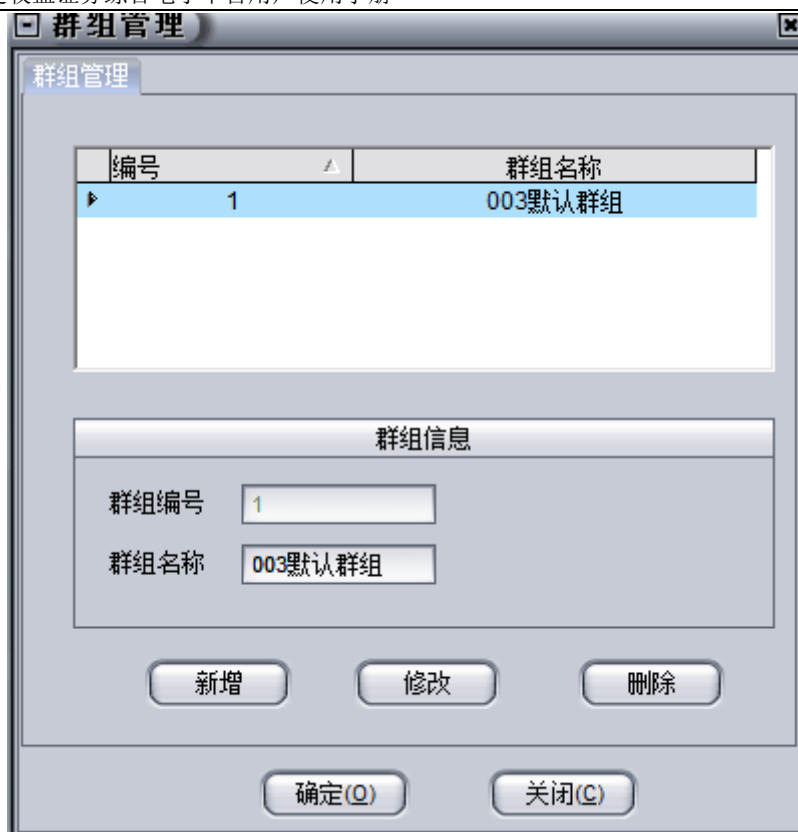 群组管理
群组管理
编号 群组名称
1 003默认群组
群组信息
群组编号 1
群组名称 003默认群组
新增 修改 删除
确定(O) 关闭(C)